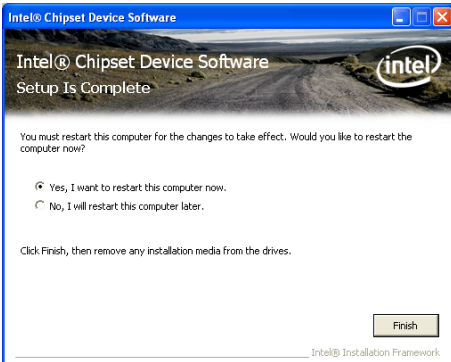 Intel® Chipset Device Software
Intel® Chipset Device Software
Setup Is Complete
intel
You must restart this computer for the changes to take effect. Would you like to restart the
computer now?
Yes, I want to restart this computer now.
No, I will restart this computer later.
Click Finish, then remove any installation media from the drives.
Finish
Intel® Installation Framework